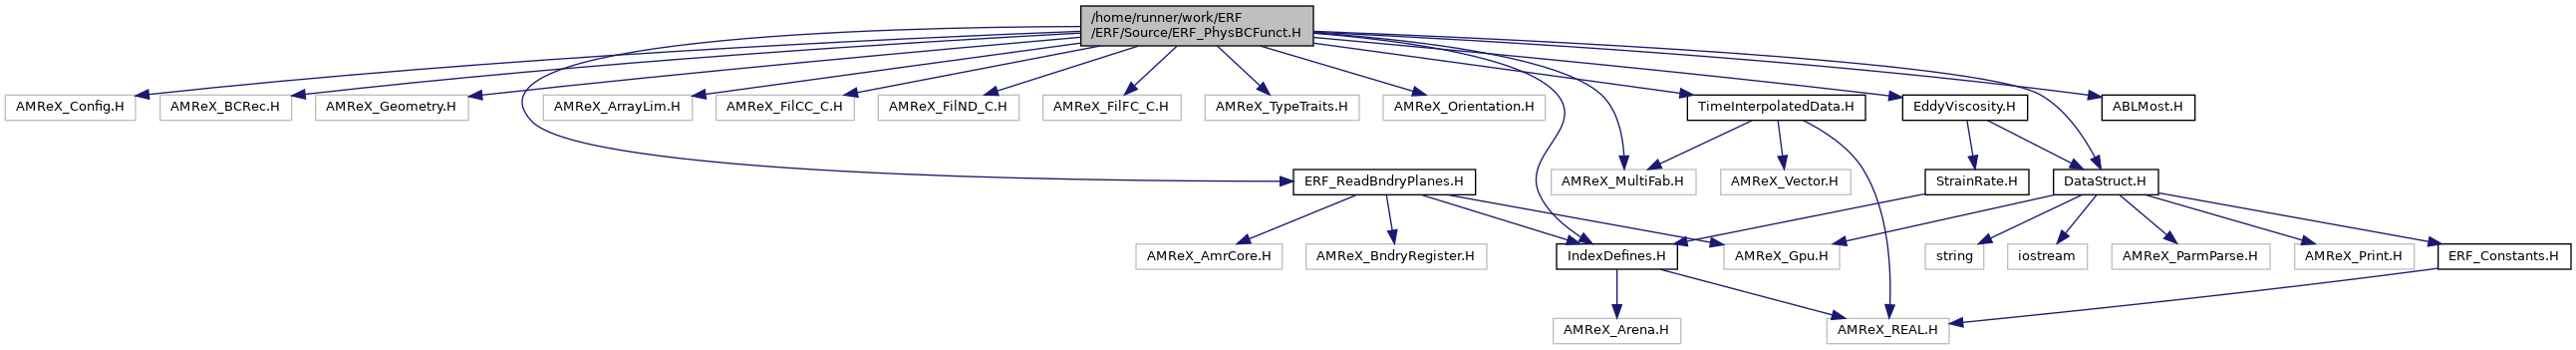 /home/runner/work/ERF
/ERF/Source/ERF_PhysBCFunct.H
AMReX_Config.H
AMReX_BCRec.H
AMReX_Geometry.H
AMReX_ArrayLim.H
AMReX_FilCC_C.H
AMReX_FilND_C.H
AMReX_FilFC_C.H
AMReX_TypeTraits.H
AMReX_Orientation.H
TimeInterpolatedData.H
EddyViscosity.H
ABLMost.H
ERF_ReadBndryPlanes.H
AMReX_MultiFab.H
AMReX_Vector.H
StrainRate.H
DataStruct.H
AMReX_AmrCore.H
AMReX_BndryRegister.H
IndexDefines.H
AMReX_Gpu.H
string
iostream
AMReX_ParmParse.H
AMReX_Print.H
ERF_Constants.H
AMReX_Arena.H
AMReX_REAL.H